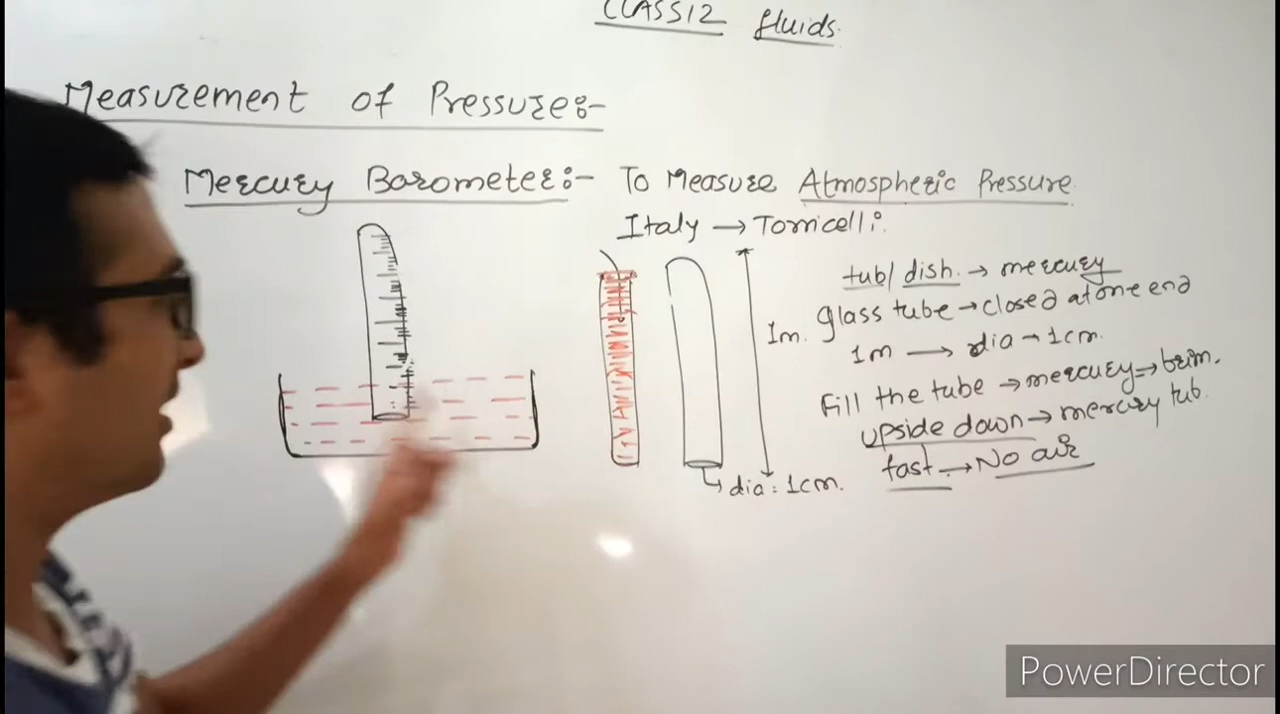 CLASS12 fluids.
Measurement of Pressure:-
Mercury Barometer:- To Measure Atmospheric Pressure.
Italy → Torricelli:
tub/ dish. → mercury
glass tube → closed at one end
1m → dia → 1cm.
Fill the tube → mercury → brim.
upside down → mercury tub.
fast → No air
1m.
dia: 1cm.
PowerDirector